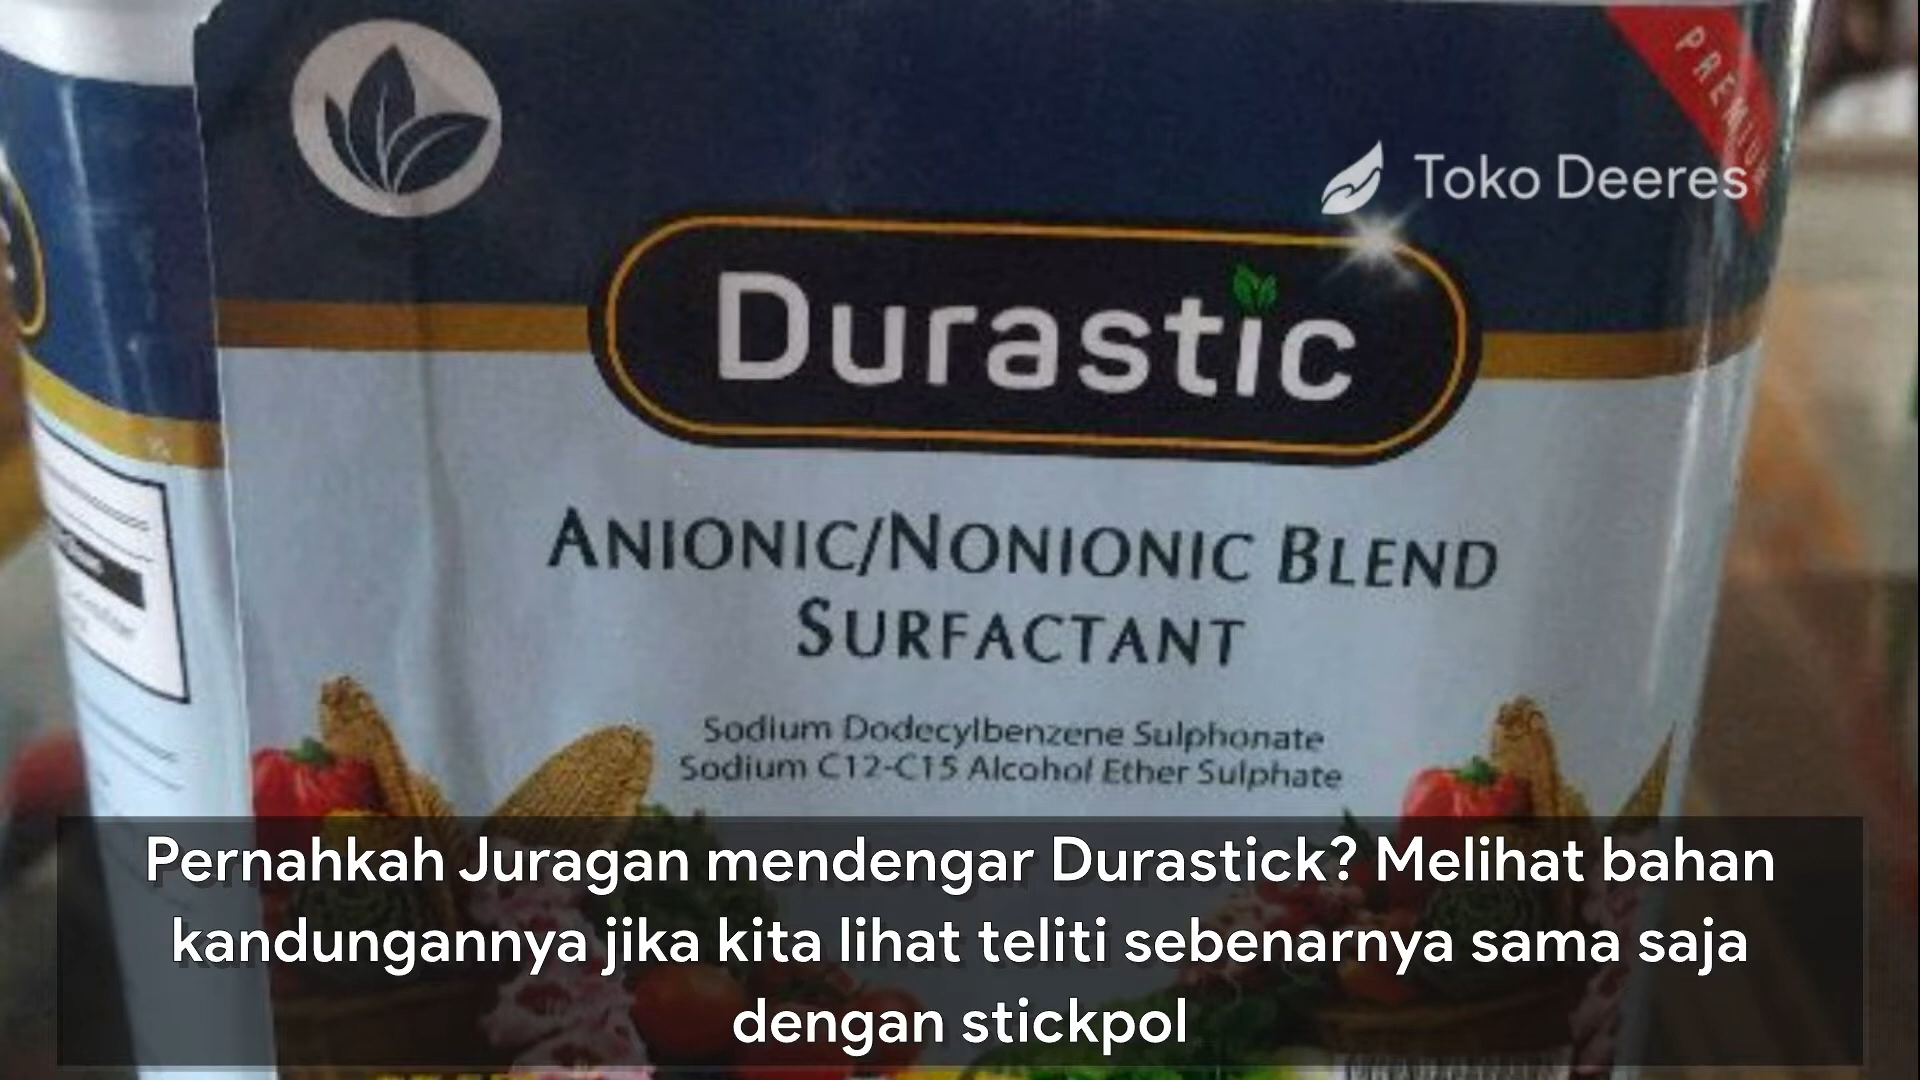 PREMIUM
Toko Deeres
Durastic
ANIONIC/NONIONIC BLEND
SURFACTANT
Sodium Dodecylbenzene Sulphonate
Sodium C12-C15 Alcohol Ether Sulphate
Pernahkah Juragan mendengar Durastick? Melihat bahan
kandungannya jika kita lihat teliti sebenarnya sama saja
dengan stickpol